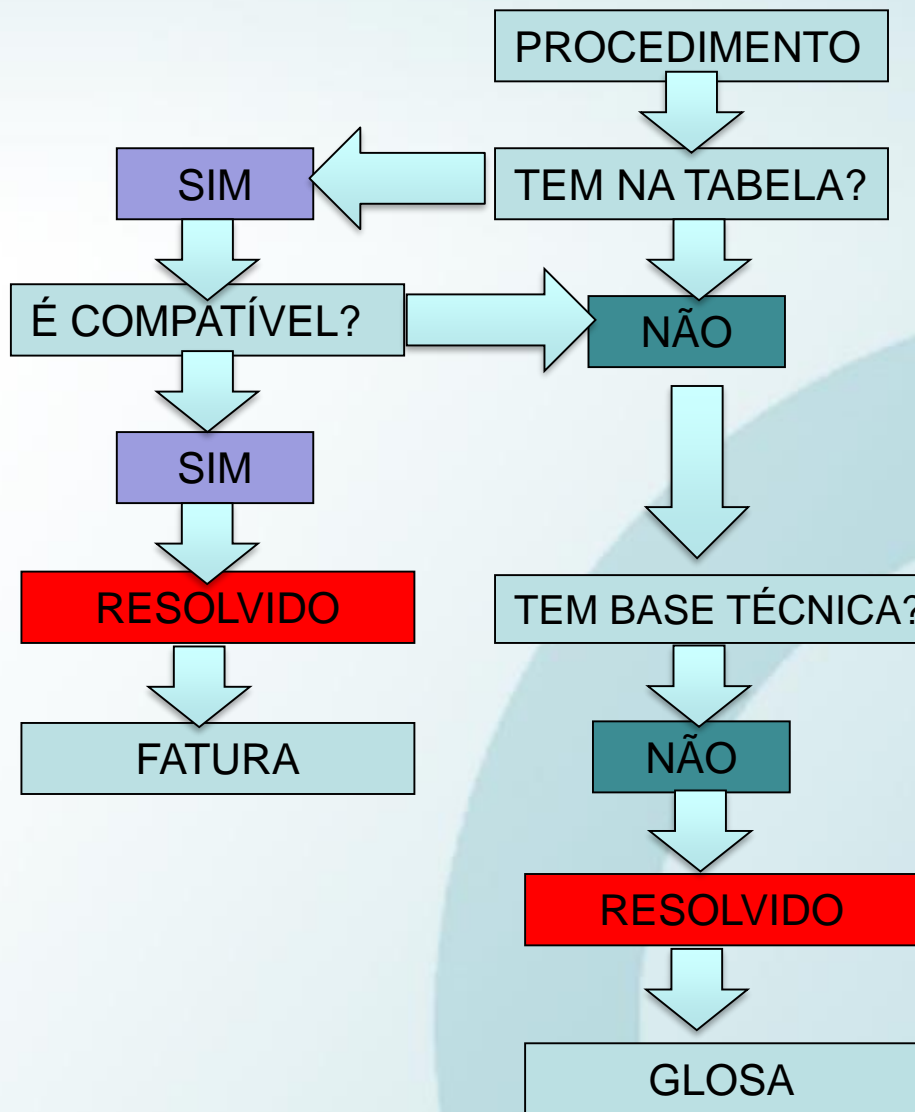 PROCEDIMENTO
SIM
TEM NA TABELA?
É COMPATÍVEL?
NÃO
SIM
RESOLVIDO
TEM BASE TÉCNICA?
FATURA
NÃO
RESOLVIDO
GLOSA